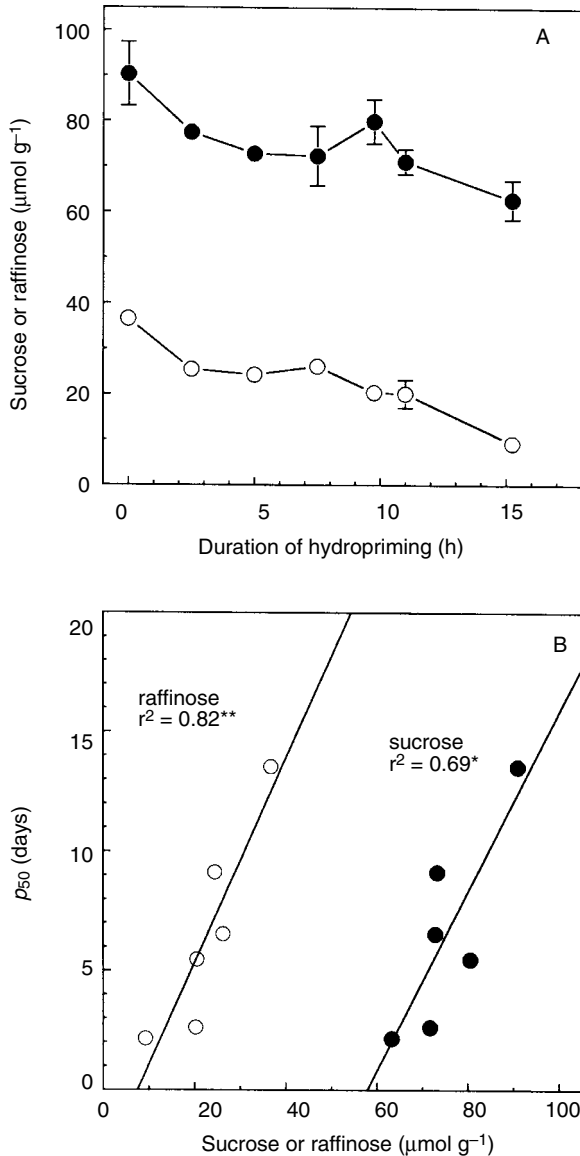 A
100
80
60
40
20
0
Sucrose or raffinose (μmol g⁻¹)
0 5 10 15
Duration of hydropriming (h)
B
20
15
10
5
0
p₅₀ (days)
raffinose
r² = 0.82**
sucrose
r² = 0.69*
0 20 40 60 80 100
Sucrose or raffinose (μmol g⁻¹)